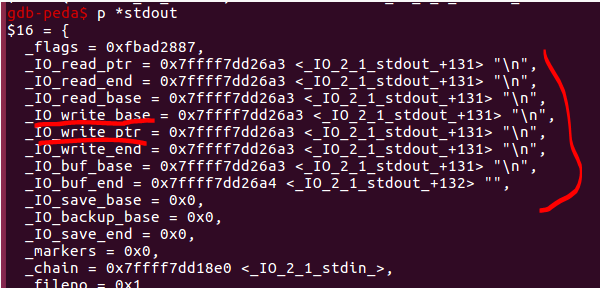 gdb-peda$ p *stdout
$16 = {
_flags = 0xfbad2887,
_IO_read_ptr = 0x7ffff7dd26a3 <_IO_2_1_stdout_+131> "\n",
_IO_read_end = 0x7ffff7dd26a3 <_IO_2_1_stdout_+131> "\n",
_IO_read_base = 0x7ffff7dd26a3 <_IO_2_1_stdout_+131> "\n",
_IO_write_base = 0x7ffff7dd26a3 <_IO_2_1_stdout_+131> "\n",
_IO_write_ptr = 0x7ffff7dd26a3 <_IO_2_1_stdout_+131> "\n",
_IO_write_end = 0x7ffff7dd26a3 <_IO_2_1_stdout_+131> "\n",
_IO_buf_base = 0x7ffff7dd26a3 <_IO_2_1_stdout_+131> "\n",
_IO_buf_end = 0x7ffff7dd26a4 <_IO_2_1_stdout_+132> "",
_IO_save_base = 0x0,
_IO_backup_base = 0x0,
_IO_save_end = 0x0,
_markers = 0x0,
_chain = 0x7ffff7dd18e0 <_IO_2_1_stdin_>,
_fileno = 0x1